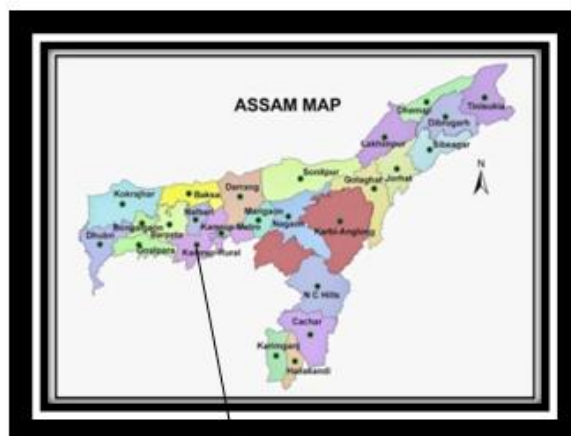 ASSAM MAP
Tinsukia
Dhemaji
Dibrugarh
Lakhimpur
Sibsagar
N
Sonitpur
Jorhat
Golaghat
Kokrajhar
Baksa
Darrang
Nalbari
Marigaon
Nagaon
Karbi-Anglong
Bongaigaon
Barpeta
Kamrup-Metro
Dhubri
Goalpara
Kamrup-Rural
N C Hills
Cachar
Karimganj
Hailakandi